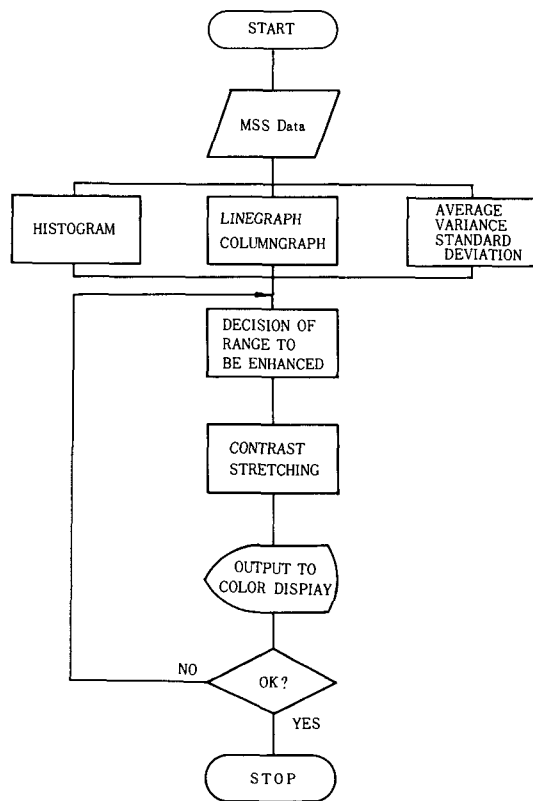 START
MSS Data
HISTOGRAM
LINEGRAPH
COLUMNGRAPH
AVERAGE
VARIANCE
STANDARD
DEVIATION
DECISION OF
RANGE TO
BE ENHANCED
CONTRAST
STRETCHING
OUTPUT TO
COLOR DISPLAY
OK?
NO
YES
STOP